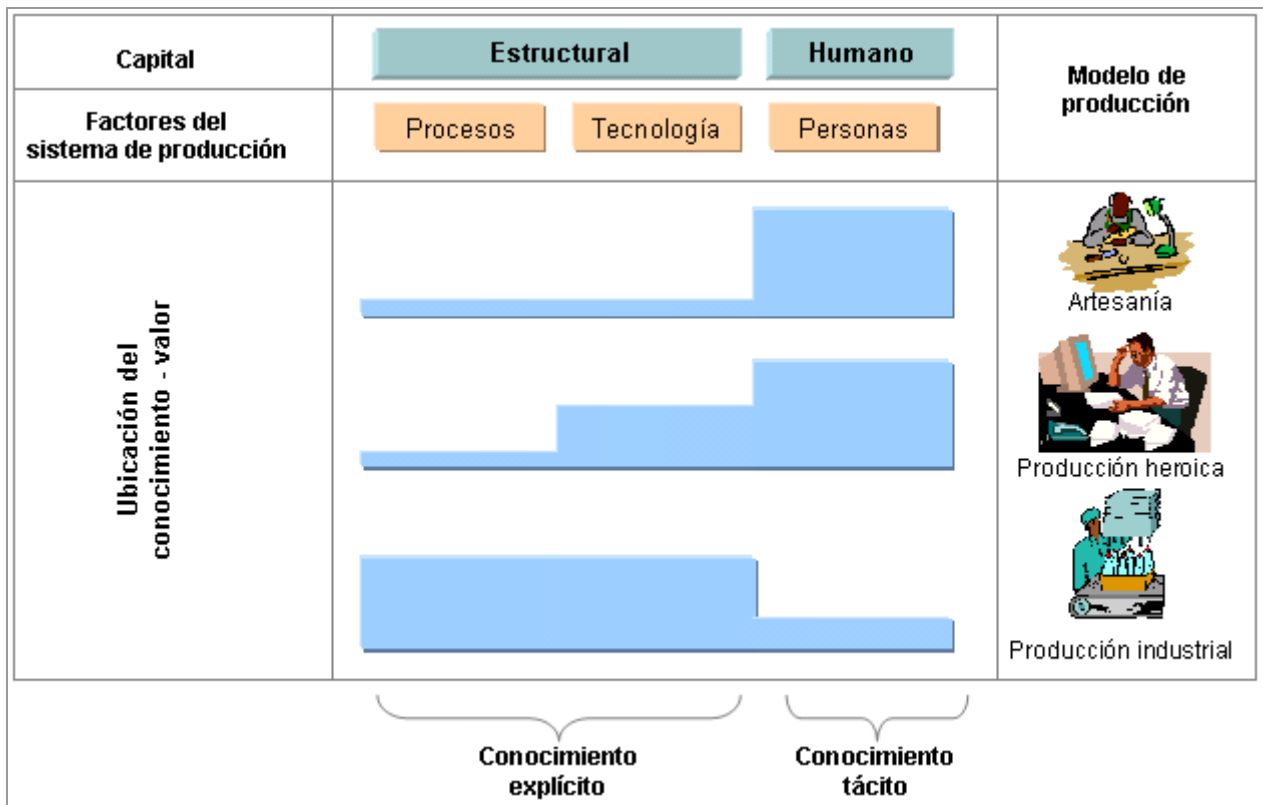 Capital
Estructural
Humano
Modelo de
producción
Factores del
sistema de producción
Procesos
Tecnología
Personas
Ubicación del
conocimiento - valor
Artesanía
Producción heroica
Producción industrial
Conocimiento
explícito
Conocimiento
tácito